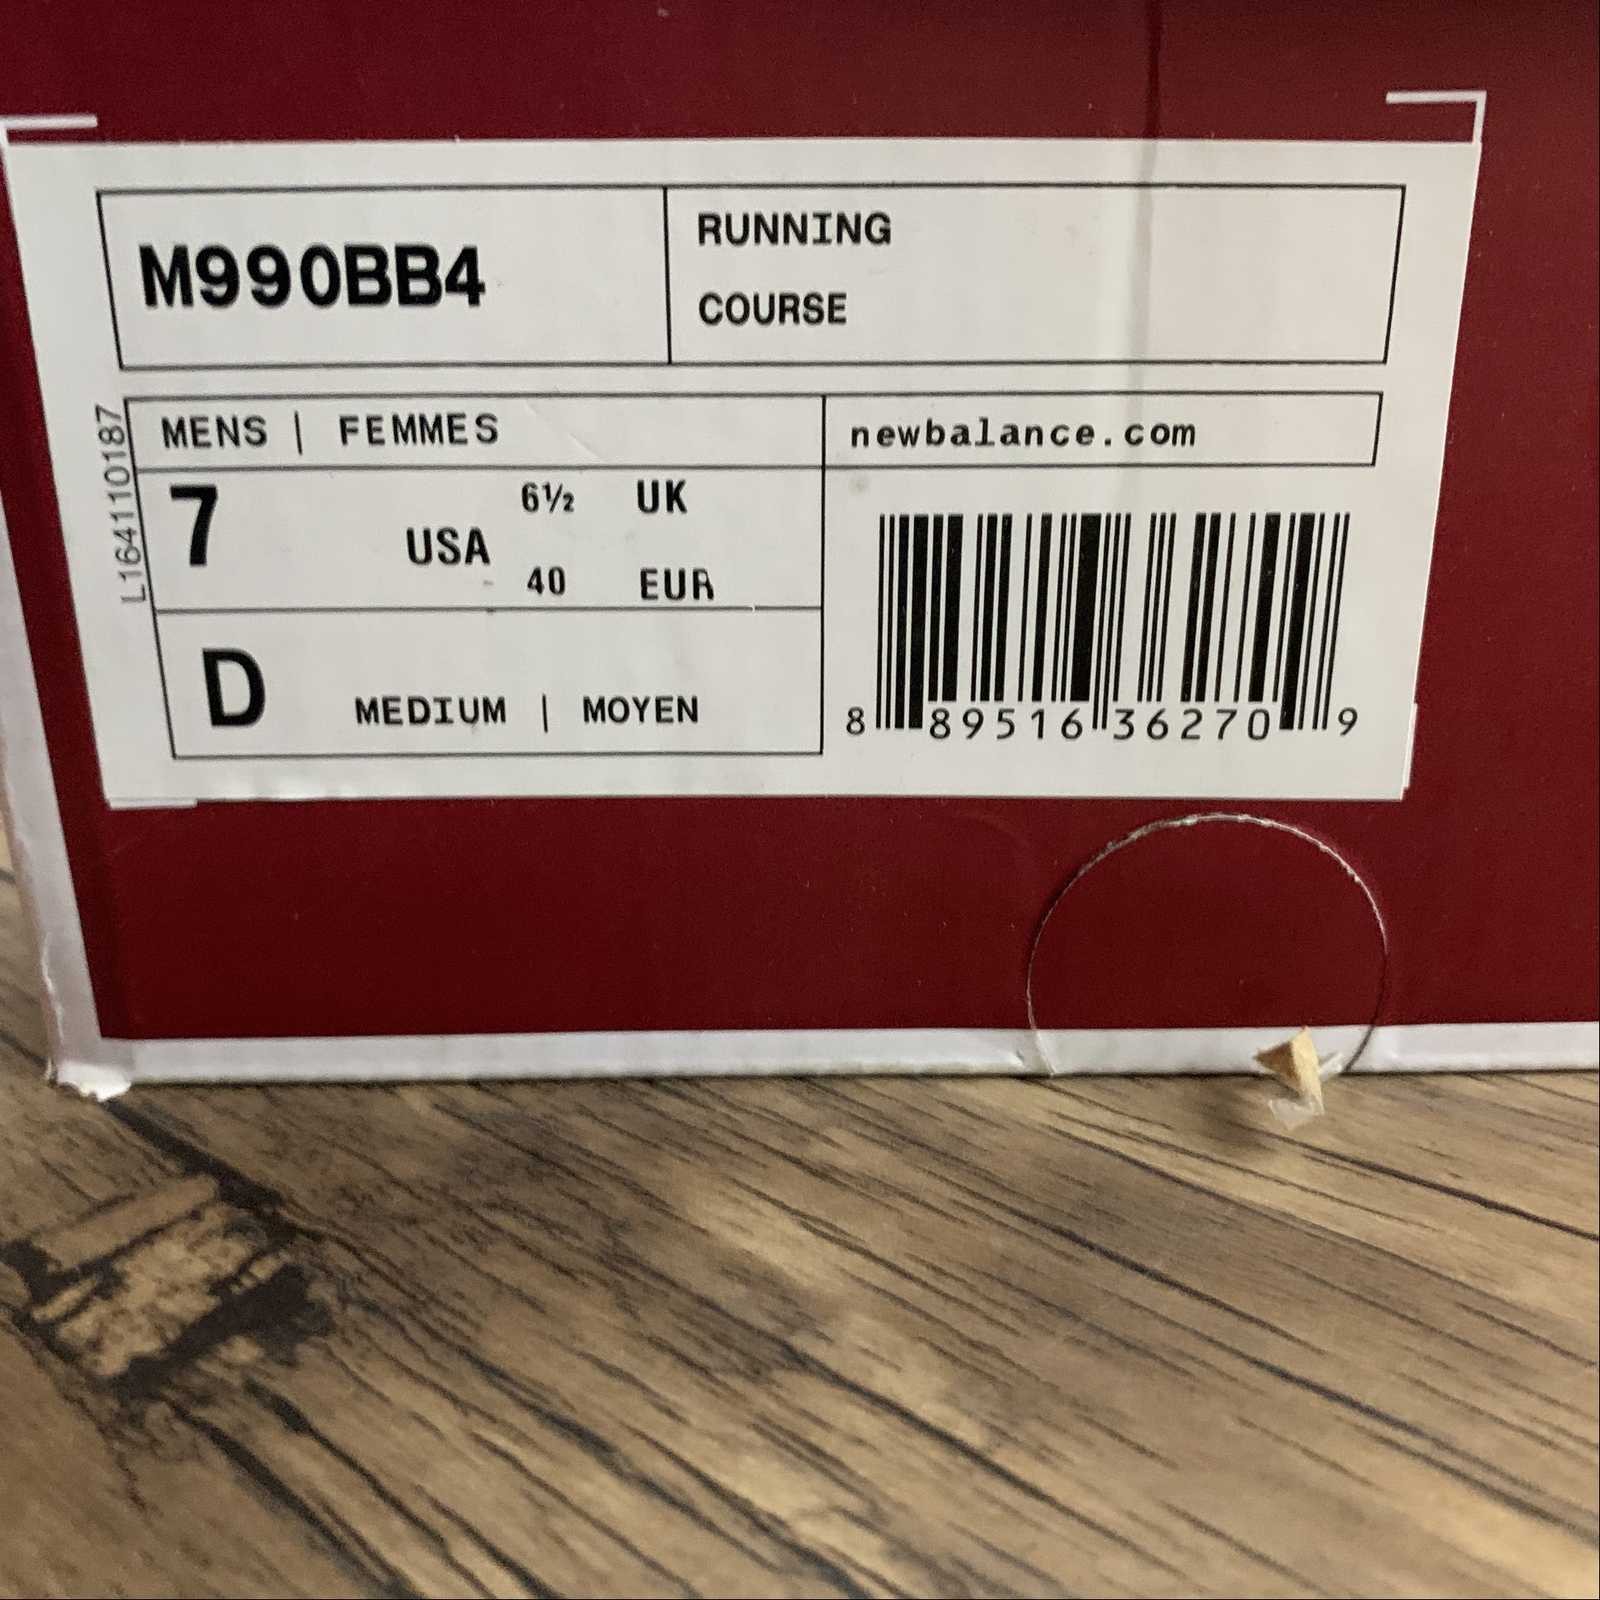 M990BB4
RUNNING
COURSE
MENS | FEMMES
newbalance.com
L164110187
7 USA
6½ UK
40 EUR
D MEDIUM | MOYEN
8 89516 36270 9